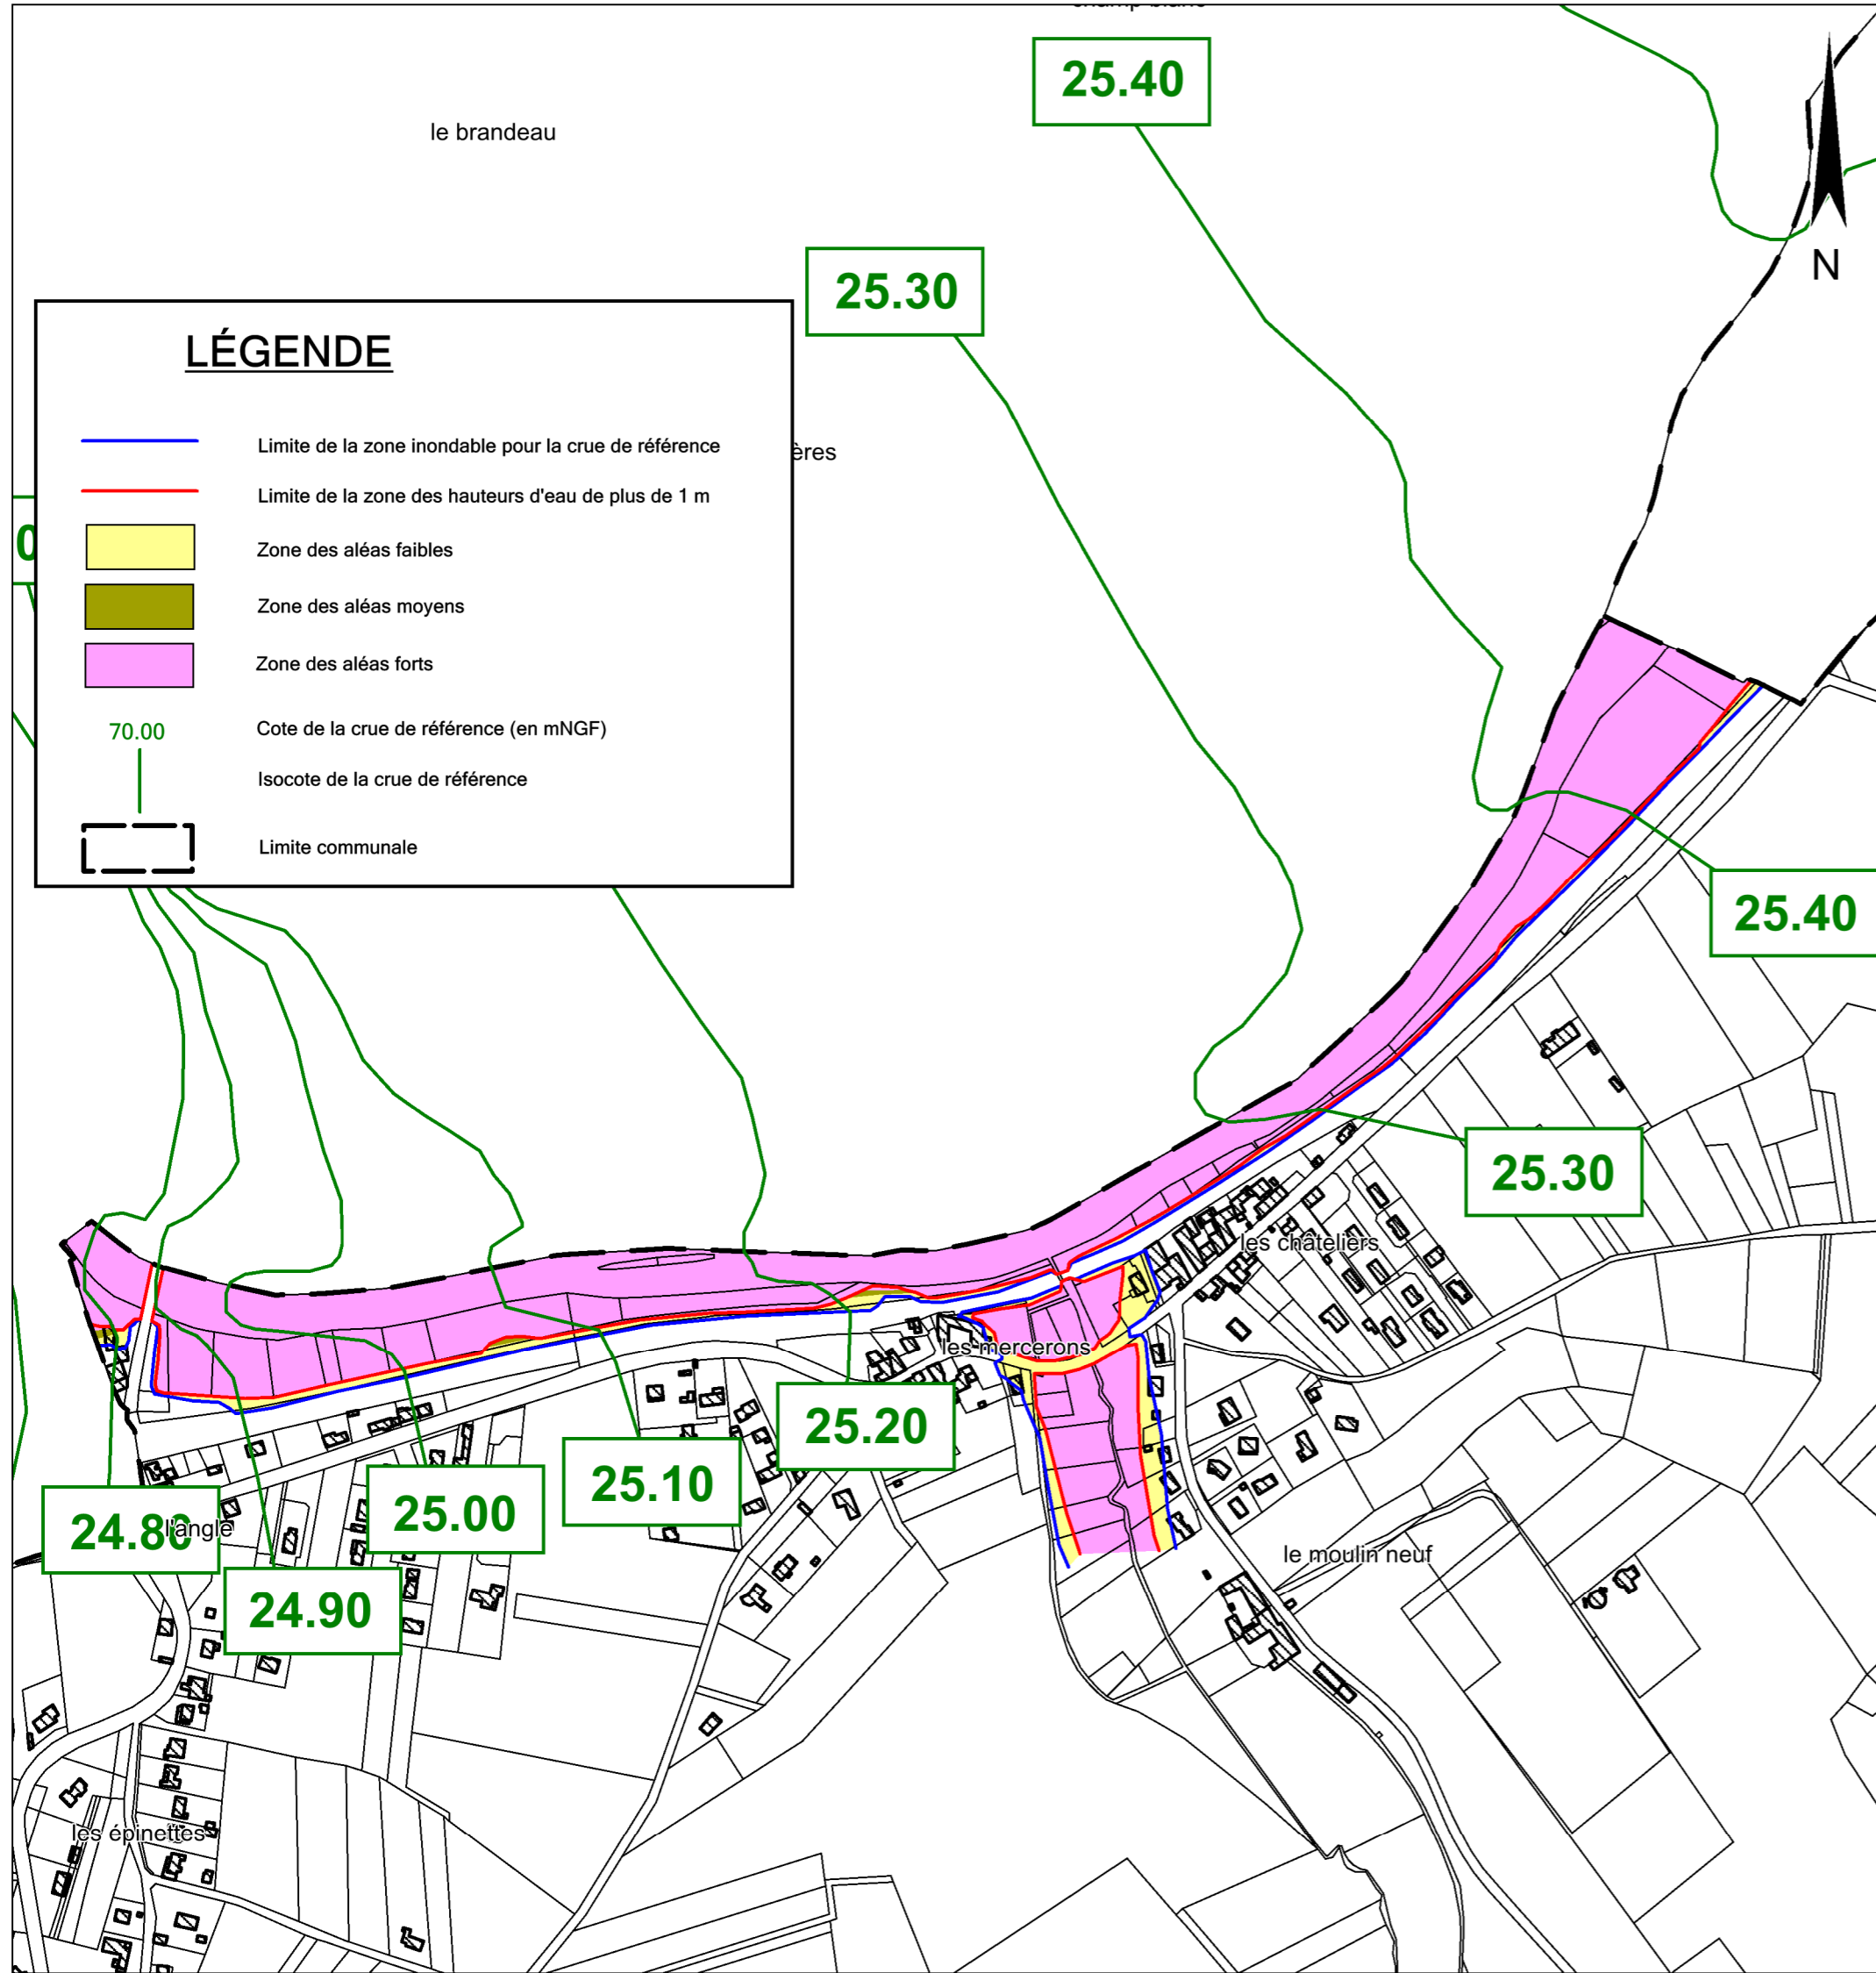 25.40
le brandeau
N
25.30
LÉGENDE
Limite de la zone inondable pour la crue de référence
ères
Limite de la zone des hauteurs d'eau de plus de 1 m
0
Zone des aléas faibles
Zone des aléas moyens
Zone des aléas forts
70.00
Cote de la crue de référence (en mNGF)
Isocote de la crue de référence
Limite communale
25.40
25.30
les châteliers
les mercerons
25.20
25.10
25.00
24.80
l'angle
le moulin neuf
24.90
les épinettes